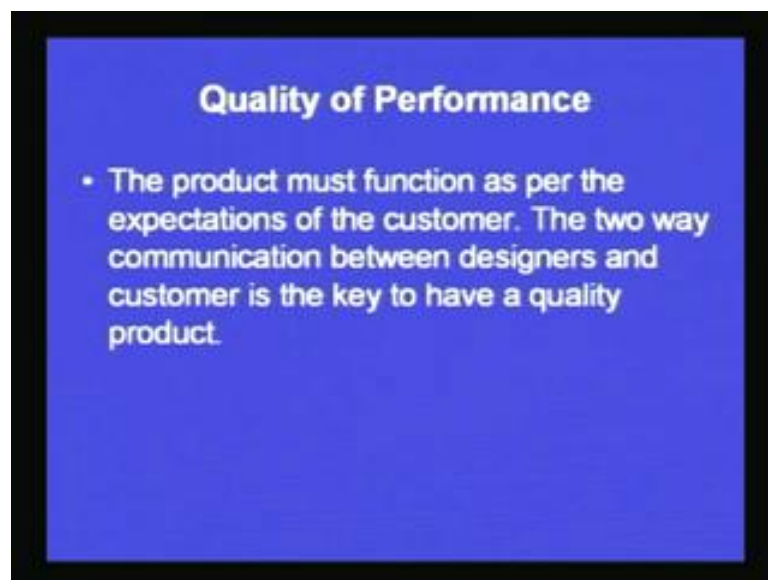 Quality of Performance
• The product must function as per the
expectations of the customer. The two way
communication between designers and
customer is the key to have a quality
product.